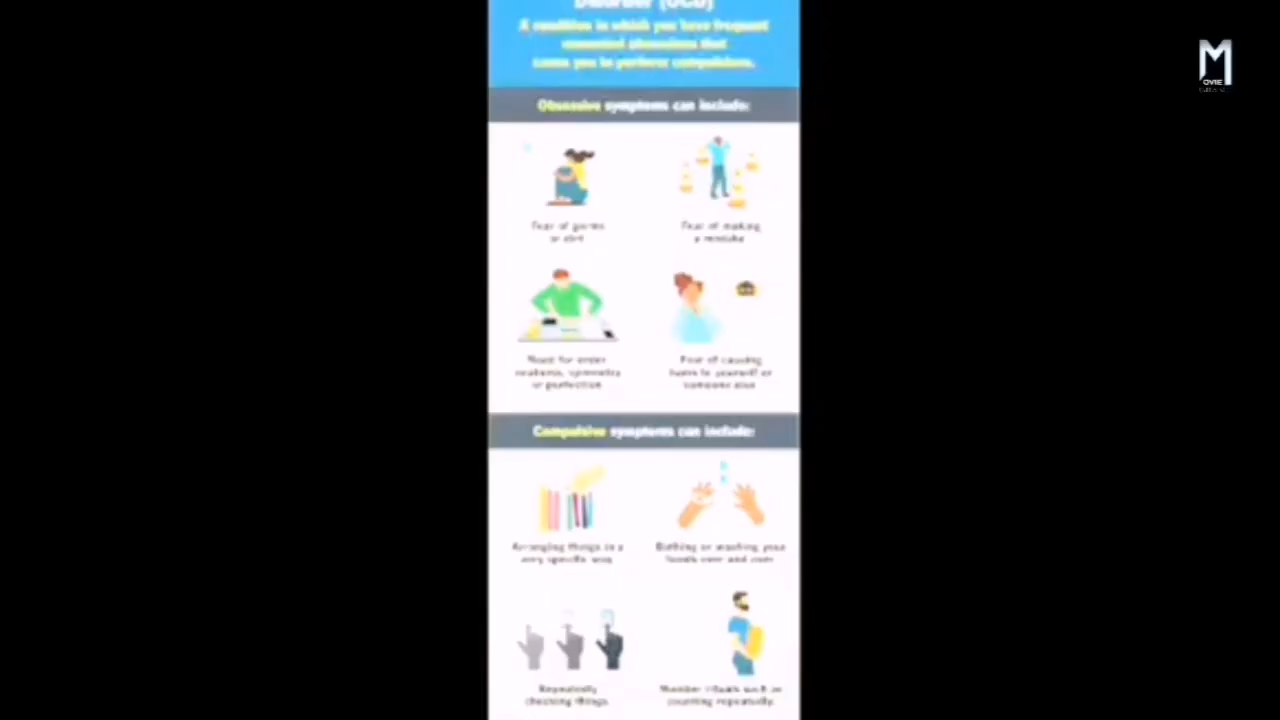 Disorder (OCD)
A condition in which you have frequent
unwanted obsessions that
cause you to perform compulsions.
Obsessive symptoms can include:
Fear of germs
or dirt
Fear of making
a mistake
Need for order
neatness, symmetry
or perfection
Fear of causing
harm to yourself or
someone else
Compulsive symptoms can include:
Arranging things in a
very specific way
Bathing or washing your
hands over and over
Repeatedly
checking things
Number rituals such as
counting repeatedly
M
OVIE